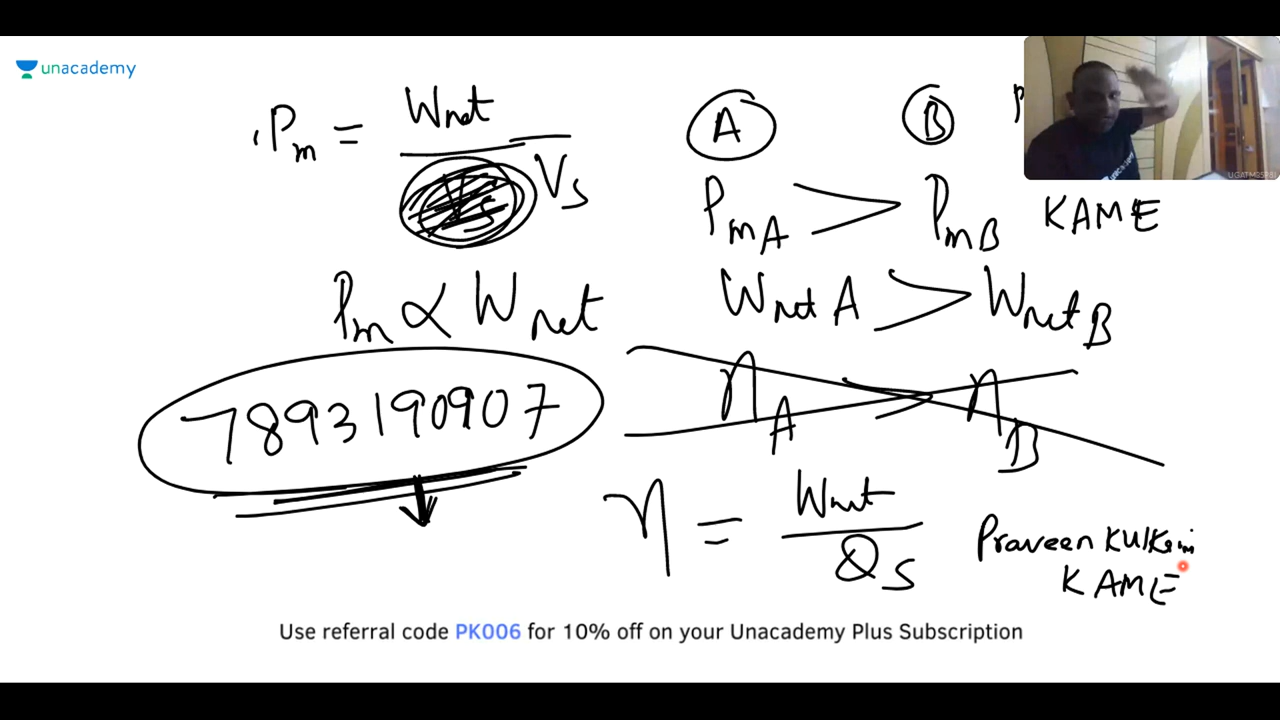 unacademy
Pm = Wnet / Vs
A B
PmA > PmB KAME
Pm ∝ Wnet
WnetA > WnetB
7893190907
ηA > ηB
η = Wnet / Qs
Praveen
KAME
Use referral code PK006 for 10% off on your Unacademy Plus Subscription